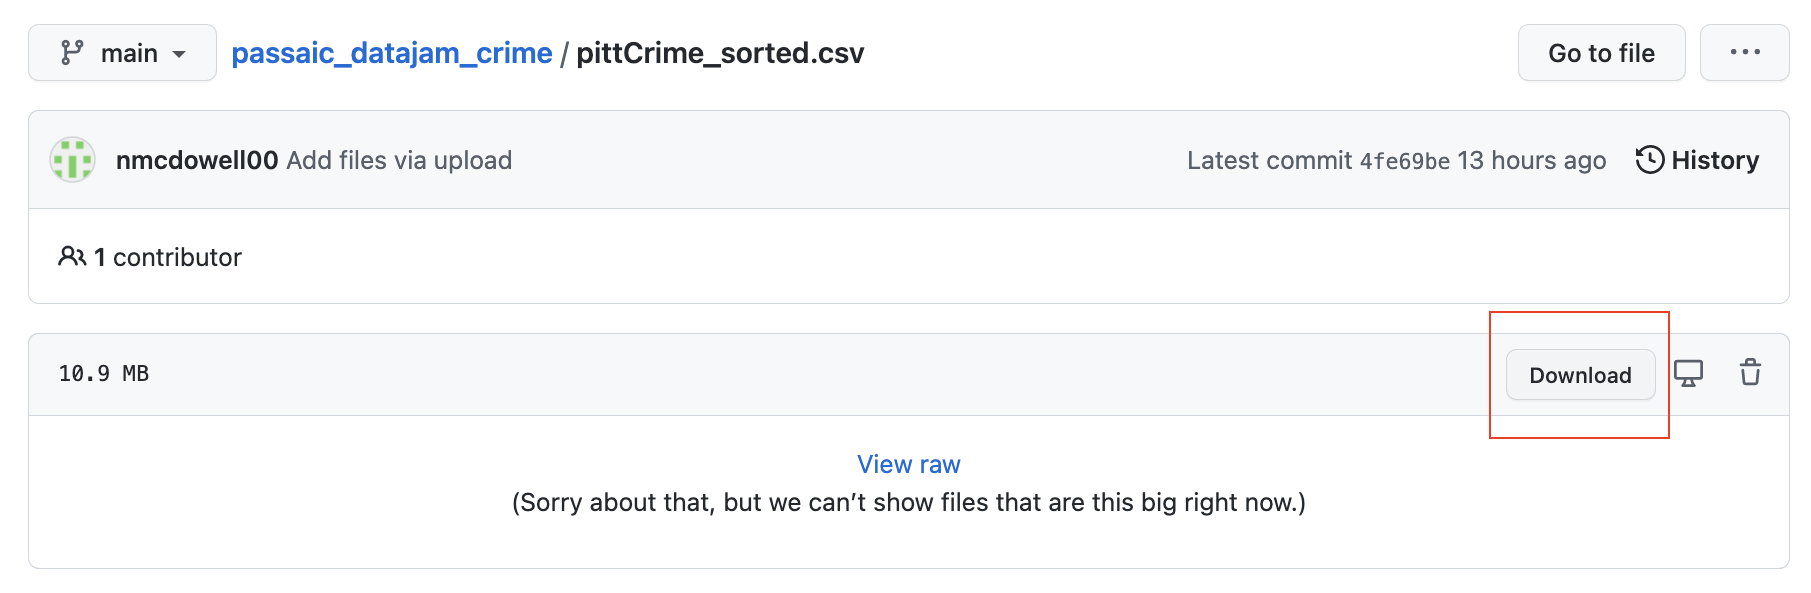 main passaic_datajam_crime / pittCrime_sorted.csv Go to file ...
nmcdowell00 Add files via upload Latest commit 4fe69be 13 hours ago History
1 contributor
10.9 MB Download
View raw
(Sorry about that, but we can’t show files that are this big right now.)